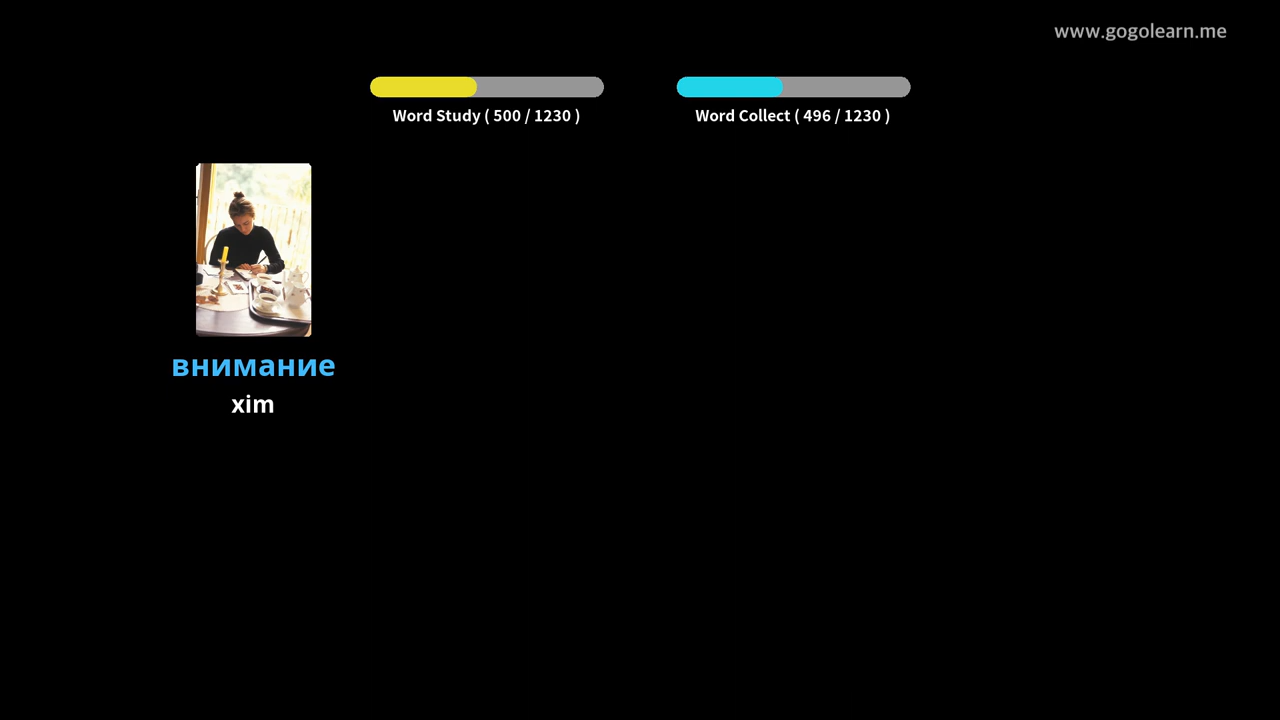 www.gogolearn.me
Word Study ( 500 / 1230 )
Word Collect ( 496 / 1230 )
внимание
xim